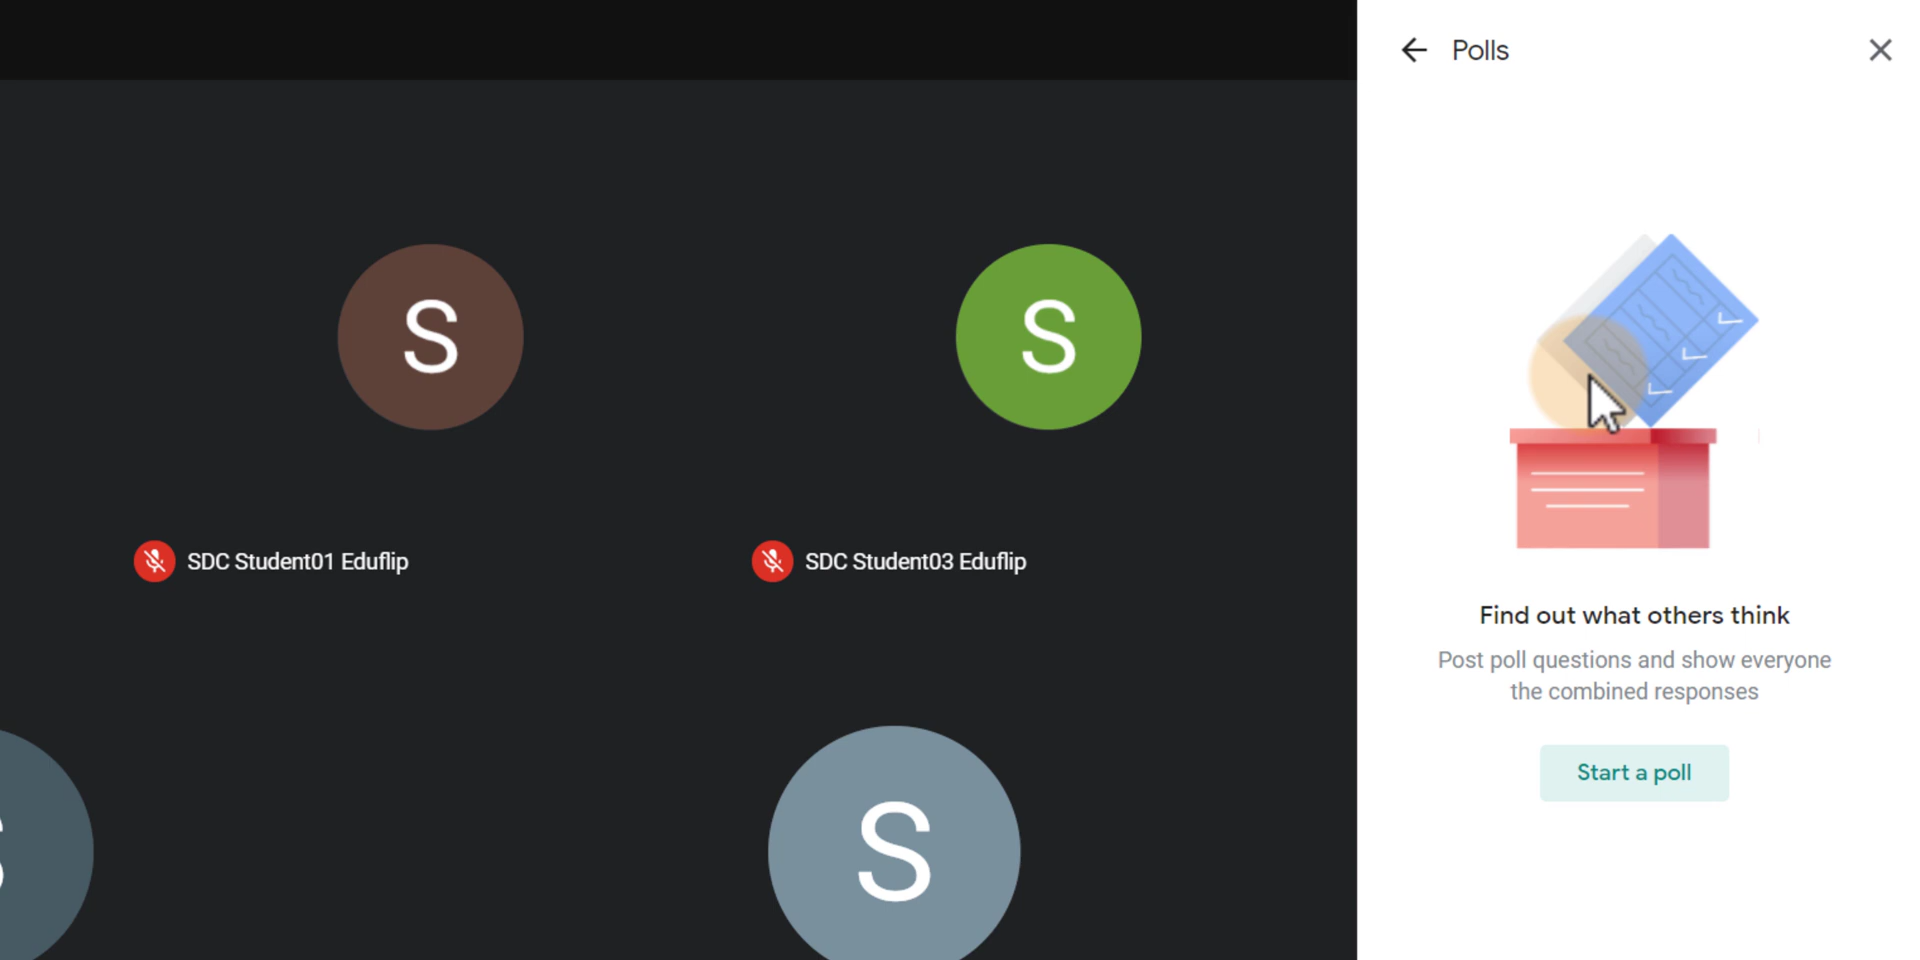 Polls
S
S
SDC Student01 Eduflip
SDC Student03 Eduflip
S
Find out what others think
Post poll questions and show everyone
the combined responses
Start a poll